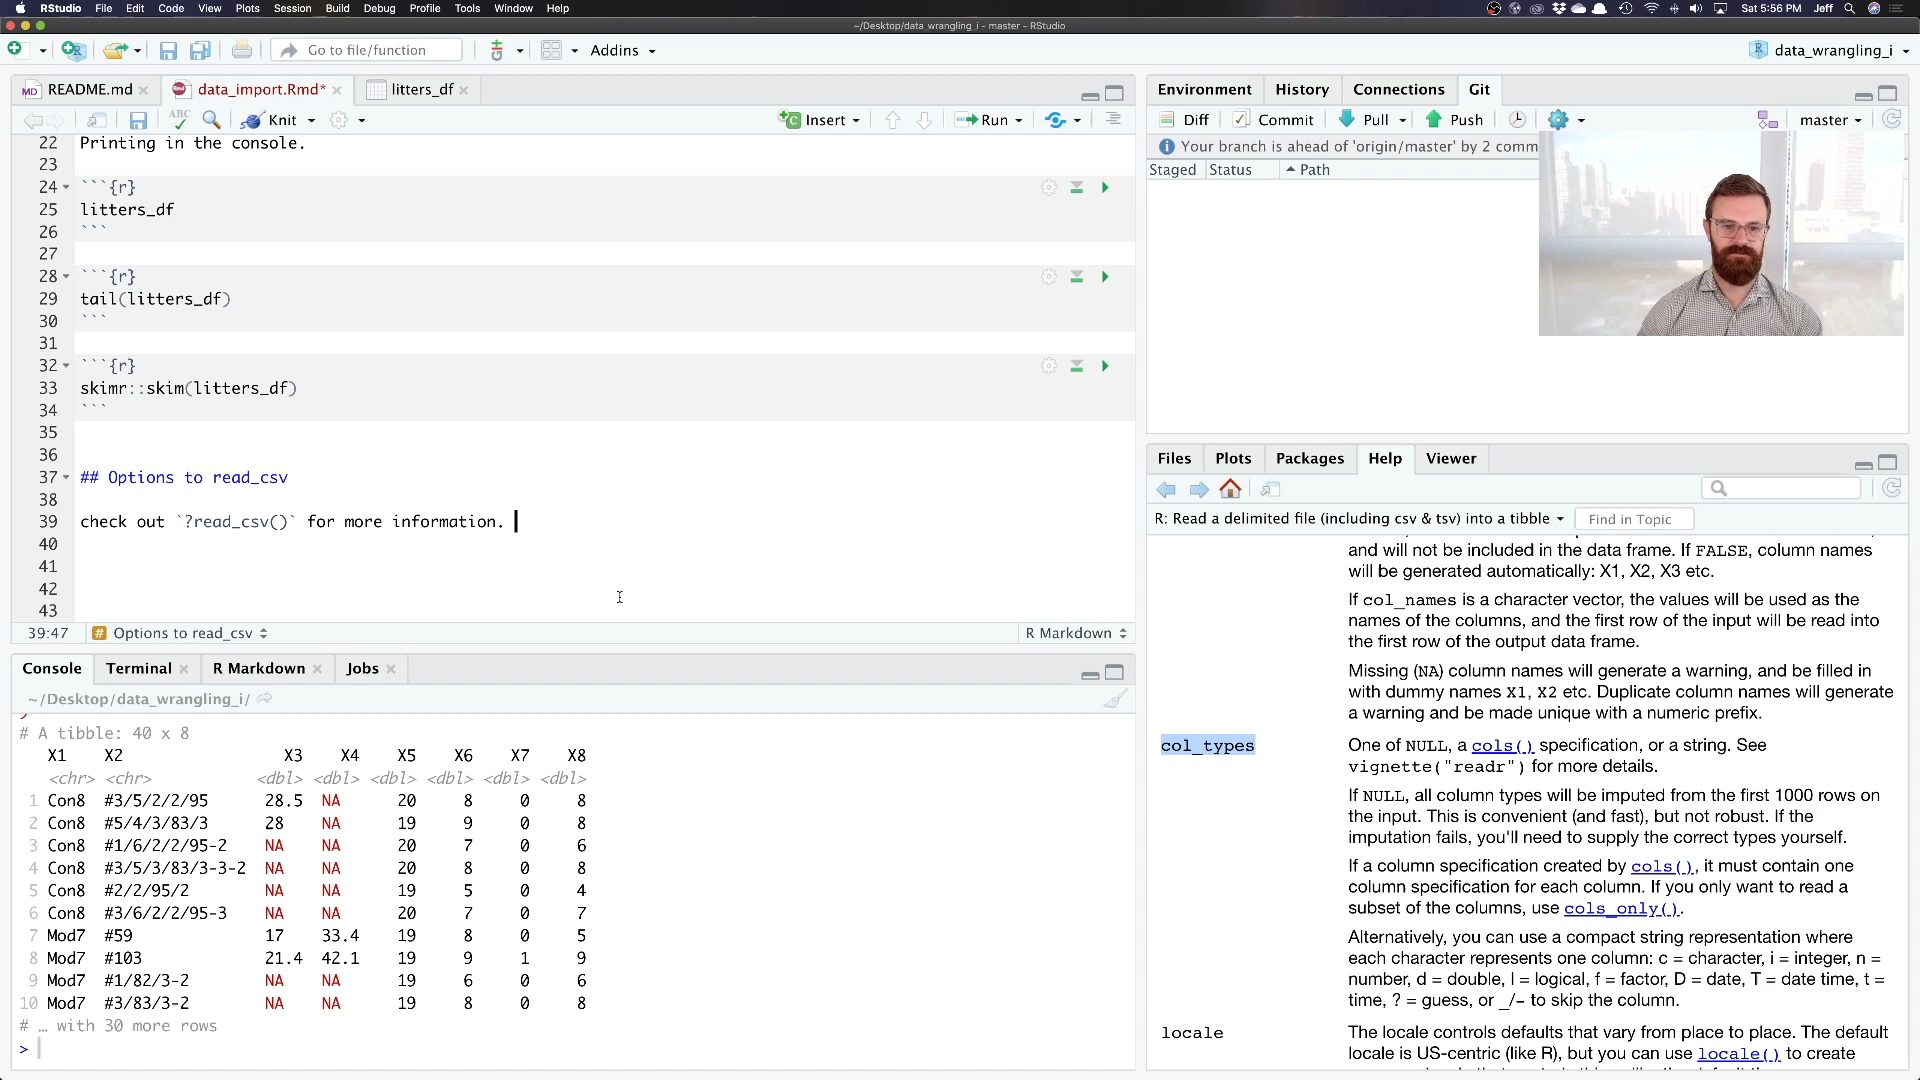 RStudio File Edit Code View Plots Session Build Debug Profile Tools Window Help Sat 5:56 PM Jeff
~/Desktop/data_wrangling_i - master - RStudio
Go to file/function Addins data_wrangling_i
README.md data_import.Rmd* litters_df
Knit Insert Run
22 Printing in the console.
23
24 ```{r}
25 litters_df
26 ```
27
28 ```{r}
29 tail(litters_df)
30 ```
31
32 ```{r}
33 skimr::skim(litters_df)
34 ```
35
36
37 ## Options to read_csv
38
39 check out `?read_csv()` for more information.
40
41
42
43
39:47 # Options to read_csv R Markdown
Console Terminal R Markdown Jobs
~/Desktop/data_wrangling_i/
# A tibble: 40 x 8
X1 X2 X3 X4 X5 X6 X7 X8
<chr> <chr> <dbl> <dbl> <dbl> <dbl> <dbl> <dbl>
1 Con8 #3/5/2/2/95 28.5 NA 20 8 0 8
2 Con8 #5/4/3/83/3 28 NA 19 9 0 8
3 Con8 #1/6/2/2/95-2 NA NA 20 7 0 6
4 Con8 #3/5/3/83/3-3-2 NA NA 20 8 0 8
5 Con8 #2/2/95/2 NA NA 19 5 0 4
6 Con8 #3/6/2/2/95-3 NA NA 20 7 0 7
7 Mod7 #59 17 33.4 19 8 0 5
8 Mod7 #103 21.4 42.1 19 9 1 9
9 Mod7 #1/82/3-2 NA NA 19 6 0 6
10 Mod7 #3/83/3-2 NA NA 19 8 0 8
# … with 30 more rows
>
Environment History Connections Git
Diff Commit Pull Push master
Your branch is ahead of 'origin/master' by 2 comm
Staged Status Path
Files Plots Packages Help Viewer
R: Read a delimited file (including csv & tsv) into a tibble Find in Topic
and will not be included in the data frame. If FALSE, column names
will be generated automatically: X1, X2, X3 etc.
If col_names is a character vector, the values will be used as the
names of the columns, and the first row of the input will be read into
the first row of the output data frame.
Missing (NA) column names will generate a warning, and be filled in
with dummy names X1, X2 etc. Duplicate column names will generate
a warning and be made unique with a numeric prefix.
col_types One of NULL, a cols() specification, or a string. See
vignette("readr") for more details.
If NULL, all column types will be imputed from the first 1000 rows on
the input. This is convenient (and fast), but not robust. If the
imputation fails, you'll need to supply the correct types yourself.
If a column specification created by cols(), it must contain one
column specification for each column. If you only want to read a
subset of the columns, use cols_only().
Alternatively, you can use a compact string representation where
each character represents one column: c = character, i = integer, n =
number, d = double, l = logical, f = factor, D = date, T = date time, t =
time, ? = guess, or _/- to skip the column.
locale The locale controls defaults that vary from place to place. The default
locale is US-centric (like R), but you can use locale() to create